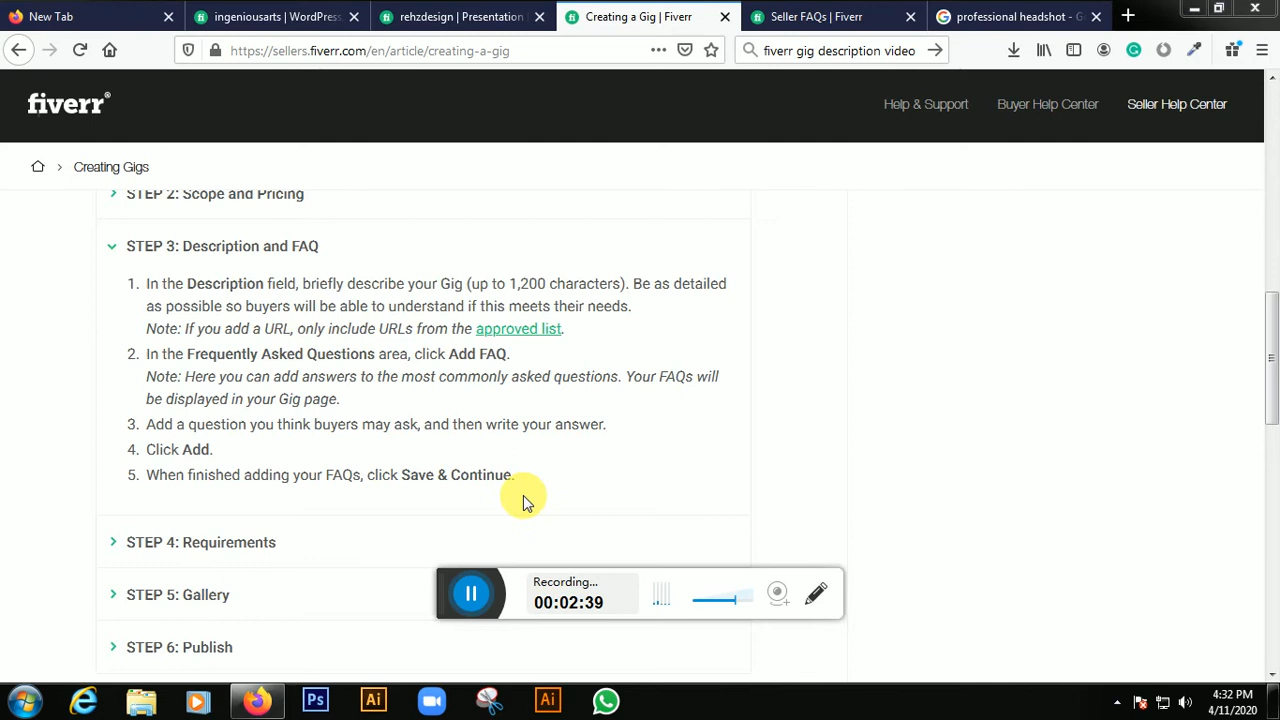 New Tab
ingeniousarts | WordPress
rehzdesign | Presentation
Creating a Gig | Fiverr
Seller FAQs | Fiverr
professional headshot - G
https://sellers.fiverr.com/en/article/creating-a-gig
fiverr gig description video
fiverr®
Help & Support
Buyer Help Center
Seller Help Center
Creating Gigs
STEP 2: Scope and Pricing
STEP 3: Description and FAQ
1. In the Description field, briefly describe your Gig (up to 1,200 characters). Be as detailed
as possible so buyers will be able to understand if this meets their needs.
Note: If you add a URL, only include URLs from the approved list.
2. In the Frequently Asked Questions area, click Add FAQ.
Note: Here you can add answers to the most commonly asked questions. Your FAQs will
be displayed in your Gig page.
3. Add a question you think buyers may ask, and then write your answer.
4. Click Add.
5. When finished adding your FAQs, click Save & Continue.
STEP 4: Requirements
Recording...
00:02:39
STEP 5: Gallery
STEP 6: Publish
Ps
Ai
Ai
4:32 PM
4/11/2020